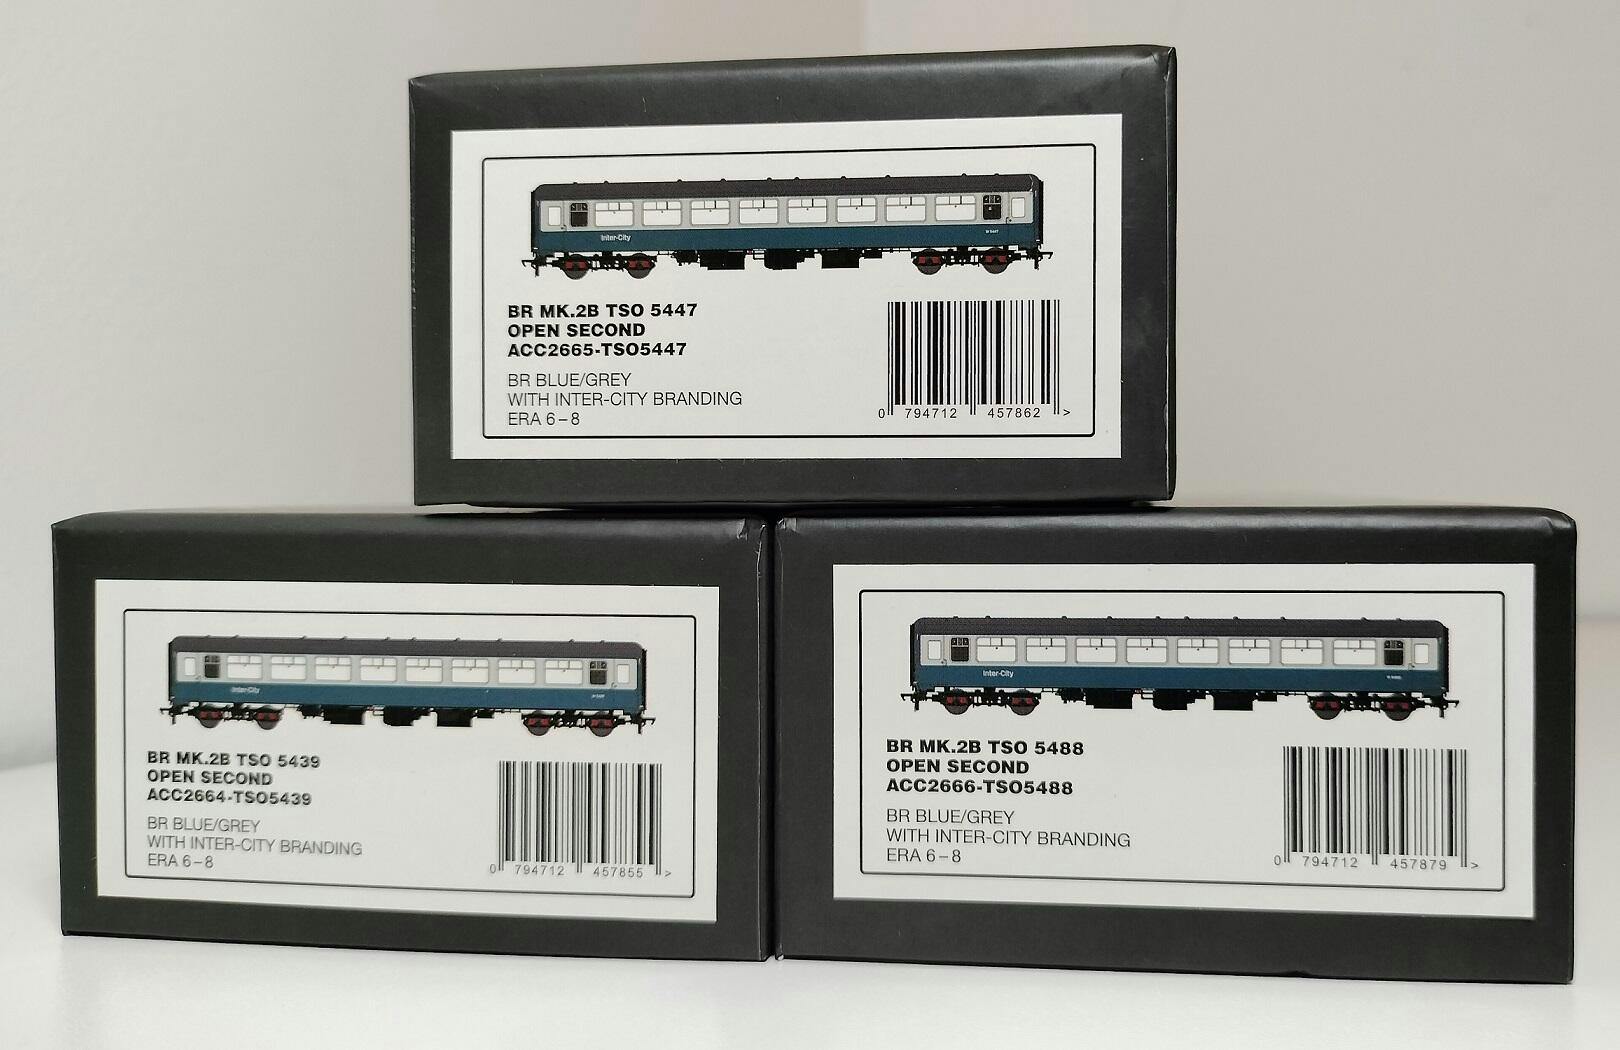 Inter-City
W 5447
BR MK.2B TSO 5447
OPEN SECOND
ACC2665-TSO5447
BR BLUE/GREY
WITH INTER-CITY BRANDING
ERA 6–8
0 794712 457862 >
Inter-City
BR MK.2B TSO 5439
OPEN SECOND
ACC2664-TSO5439
BR BLUE/GREY
WITH INTER-CITY BRANDING
ERA 6–8
0 794712 457855 >
Inter-City
BR MK.2B TSO 5488
OPEN SECOND
ACC2666-TSO5488
BR BLUE/GREY
WITH INTER-CITY BRANDING
ERA 6–8
0 794712 457879 >